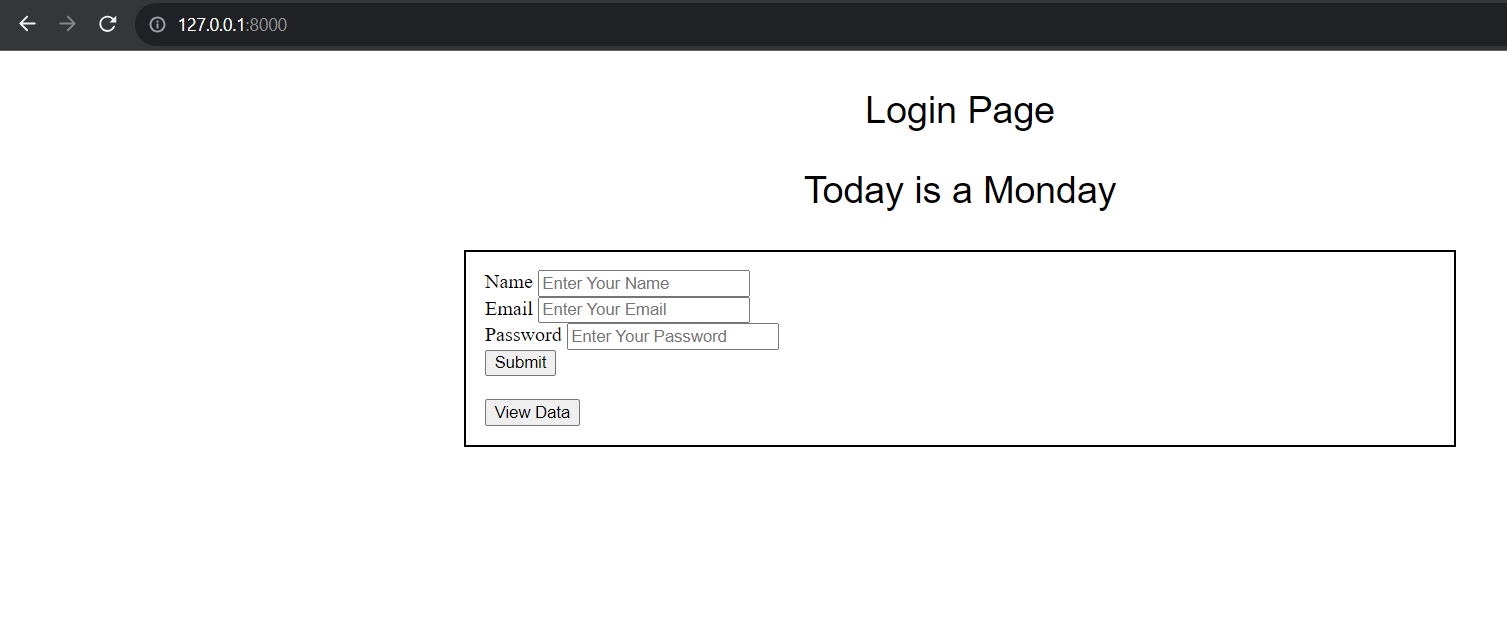 127.0.0.1:8000
Login Page
Today is a Monday
Name Enter Your Name
Email Enter Your Email
Password Enter Your Password
Submit
View Data